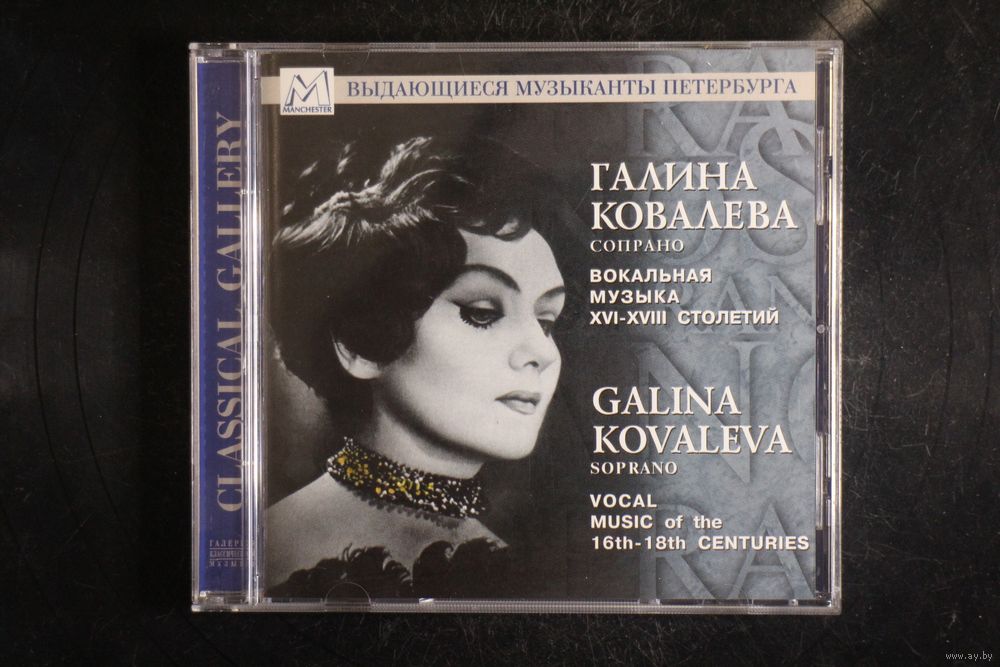 MANCHESTER
ВЫДАЮЩИЕСЯ МУЗЫКАНТЫ ПЕТЕРБУРГА
ГАЛИНА
КОВАЛЕВА
СОПРАНО
ВОКАЛЬНАЯ
МУЗЫКА
XVI-XVIII СТОЛЕТИЙ
GALINA
KOVALEVA
SOPRANO
VOCAL
MUSIC of the
16th-18th CENTURIES
CLASSICAL GALLERY
www.ay.by